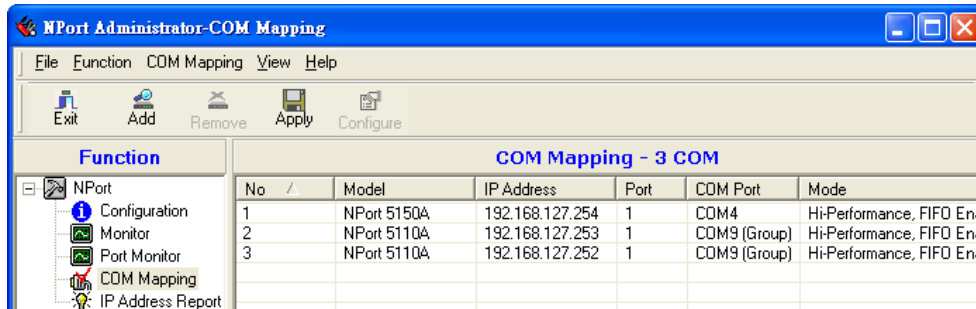 NPort Administrator-COM Mapping
File Function COM Mapping View Help
Exit Add Remove Apply Configure
Function
COM Mapping - 3 COM
NPort
Configuration
Monitor
Port Monitor
COM Mapping
IP Address Report
No Model IP Address Port COM Port Mode
1 NPort 5150A 192.168.127.254 1 COM4 Hi-Performance, FIFO En
2 NPort 5110A 192.168.127.253 1 COM9 (Group) Hi-Performance, FIFO En
3 NPort 5110A 192.168.127.252 1 COM9 (Group) Hi-Performance, FIFO En